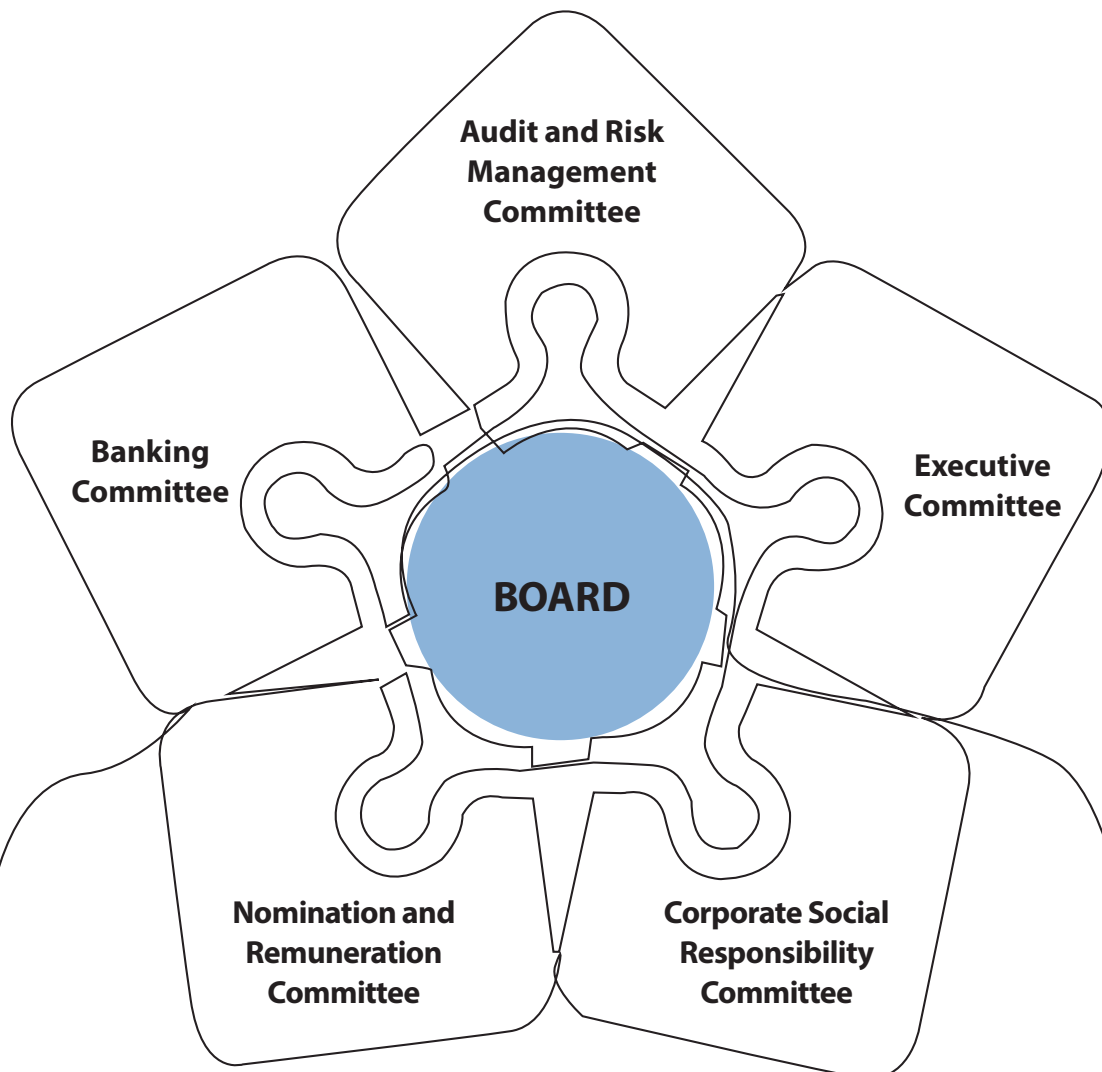 Audit and Risk
Management
Committee
Banking
Committee
Executive
Committee
BOARD
Nomination and
Remuneration
Committee
Corporate Social
Responsibility
Committee